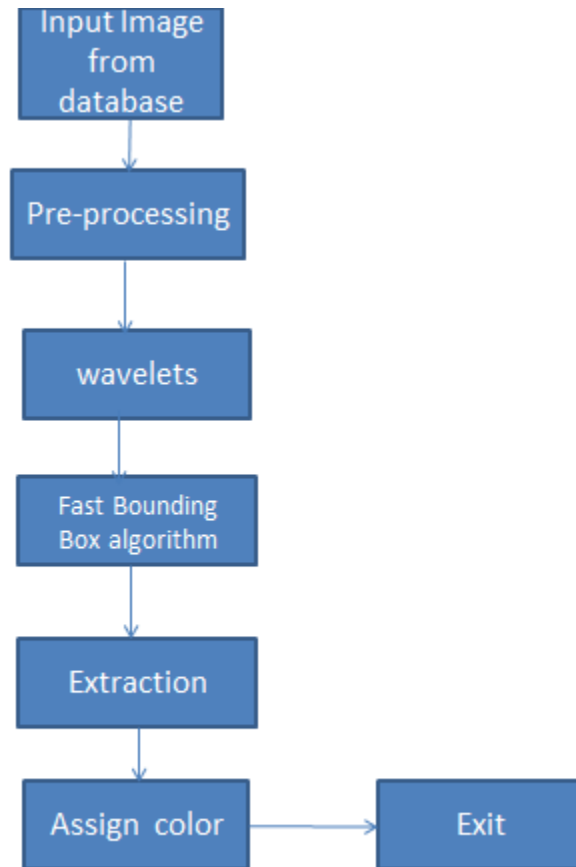 Input Image
from
database
Pre-processing
wavelets
Fast Bounding
Box algorithm
Extraction
Assign color
Exit